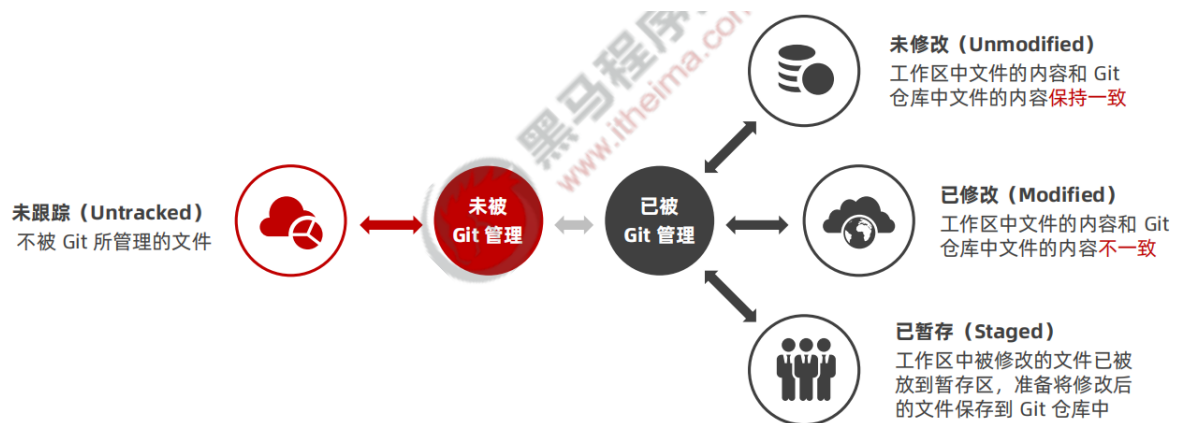 黑马程序员
www.itheima.com
未跟踪（Untracked）
不被 Git 所管理的文件
未被
Git 管理
已被
Git 管理
未修改（Unmodified）
工作区中文件的内容和 Git
仓库中文件的内容保持一致
已修改（Modified）
工作区中文件的内容和 Git
仓库中文件的内容不一致
已暂存（Staged）
工作区中被修改的文件已被
放到暂存区，准备将修改后
的文件保存到 Git 仓库中